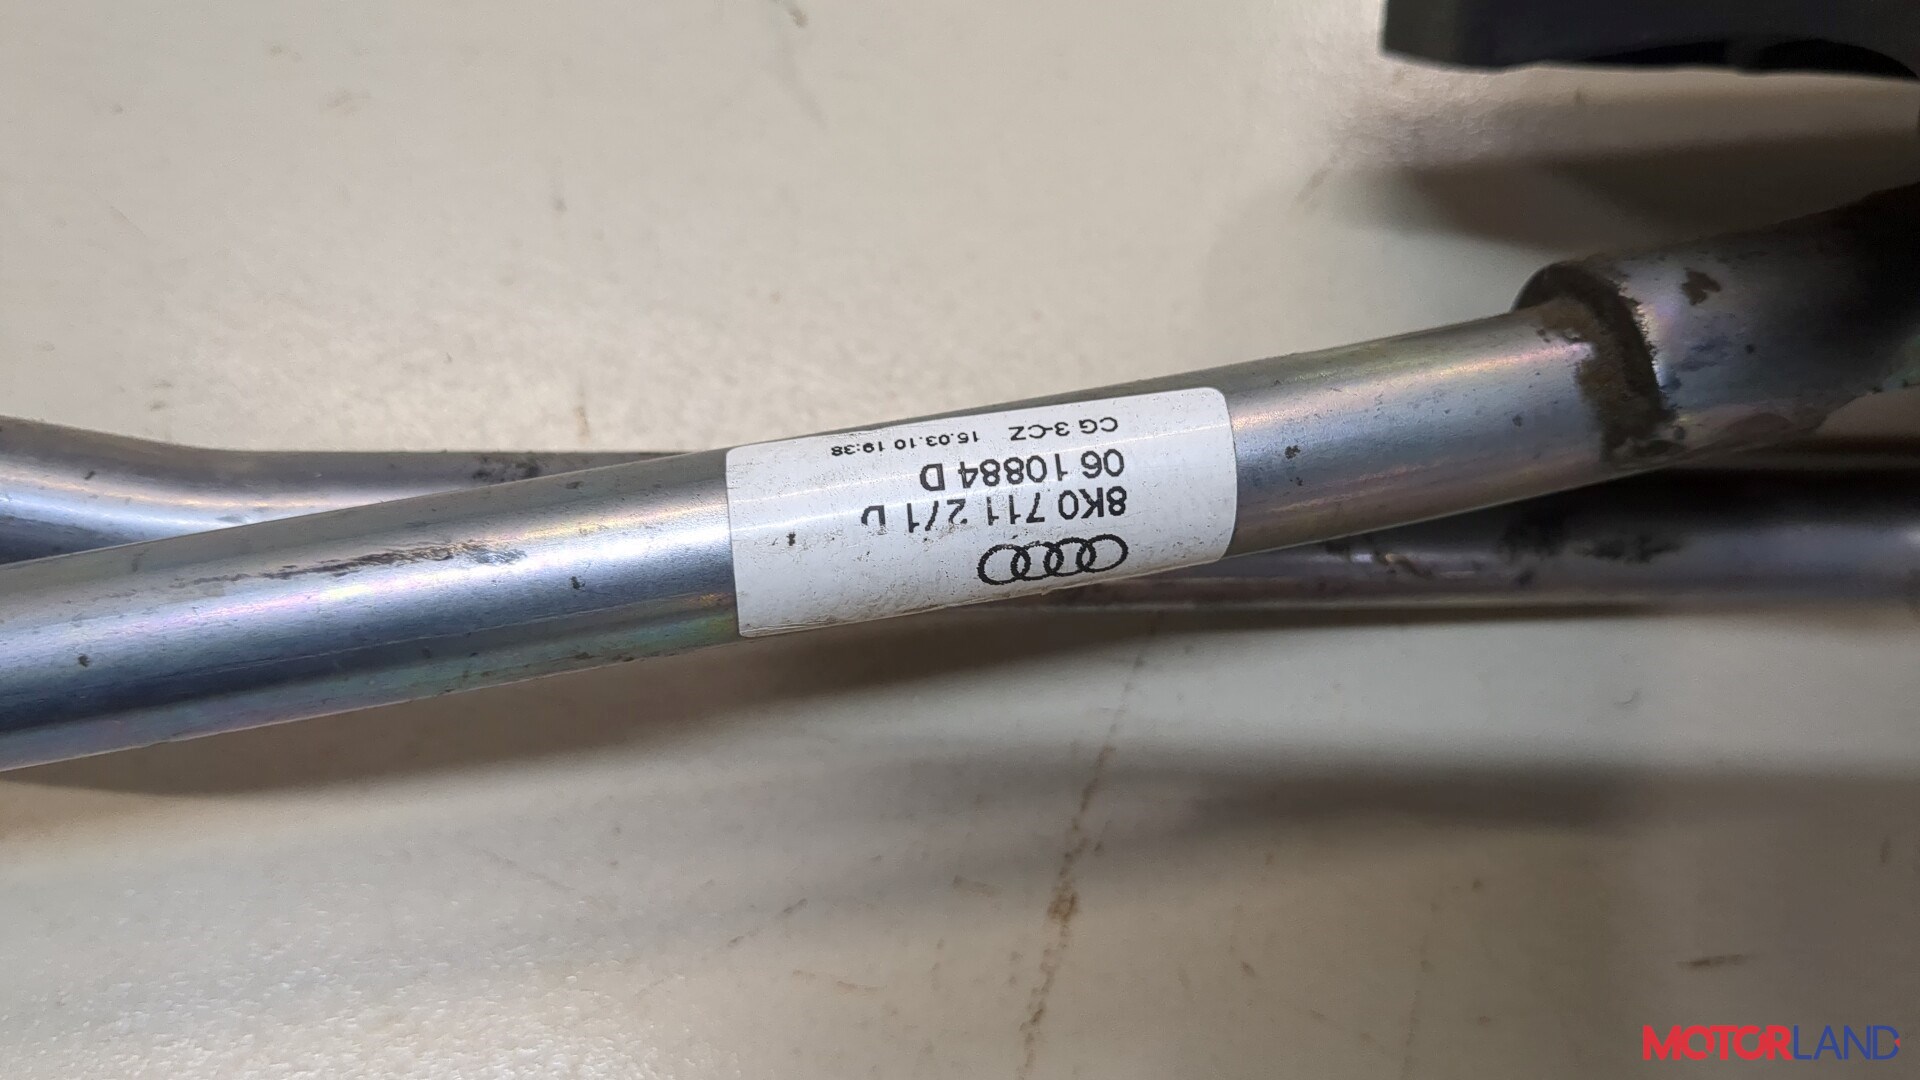 8K0 711 271 D
06 10884 D
CG 3-CZ 15.03.10 19:38
MOTORLAND